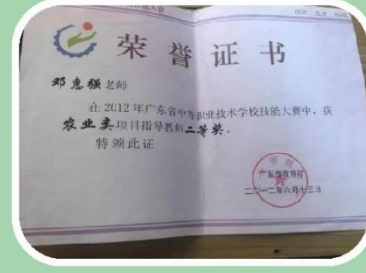 荣誉证书
邓惠强老师
在2012年广东省中等职业技术学校技能大赛中，获
农业类项目指导教师二等奖。
特颁此证
广东省教育厅
二○一二年六月十三日